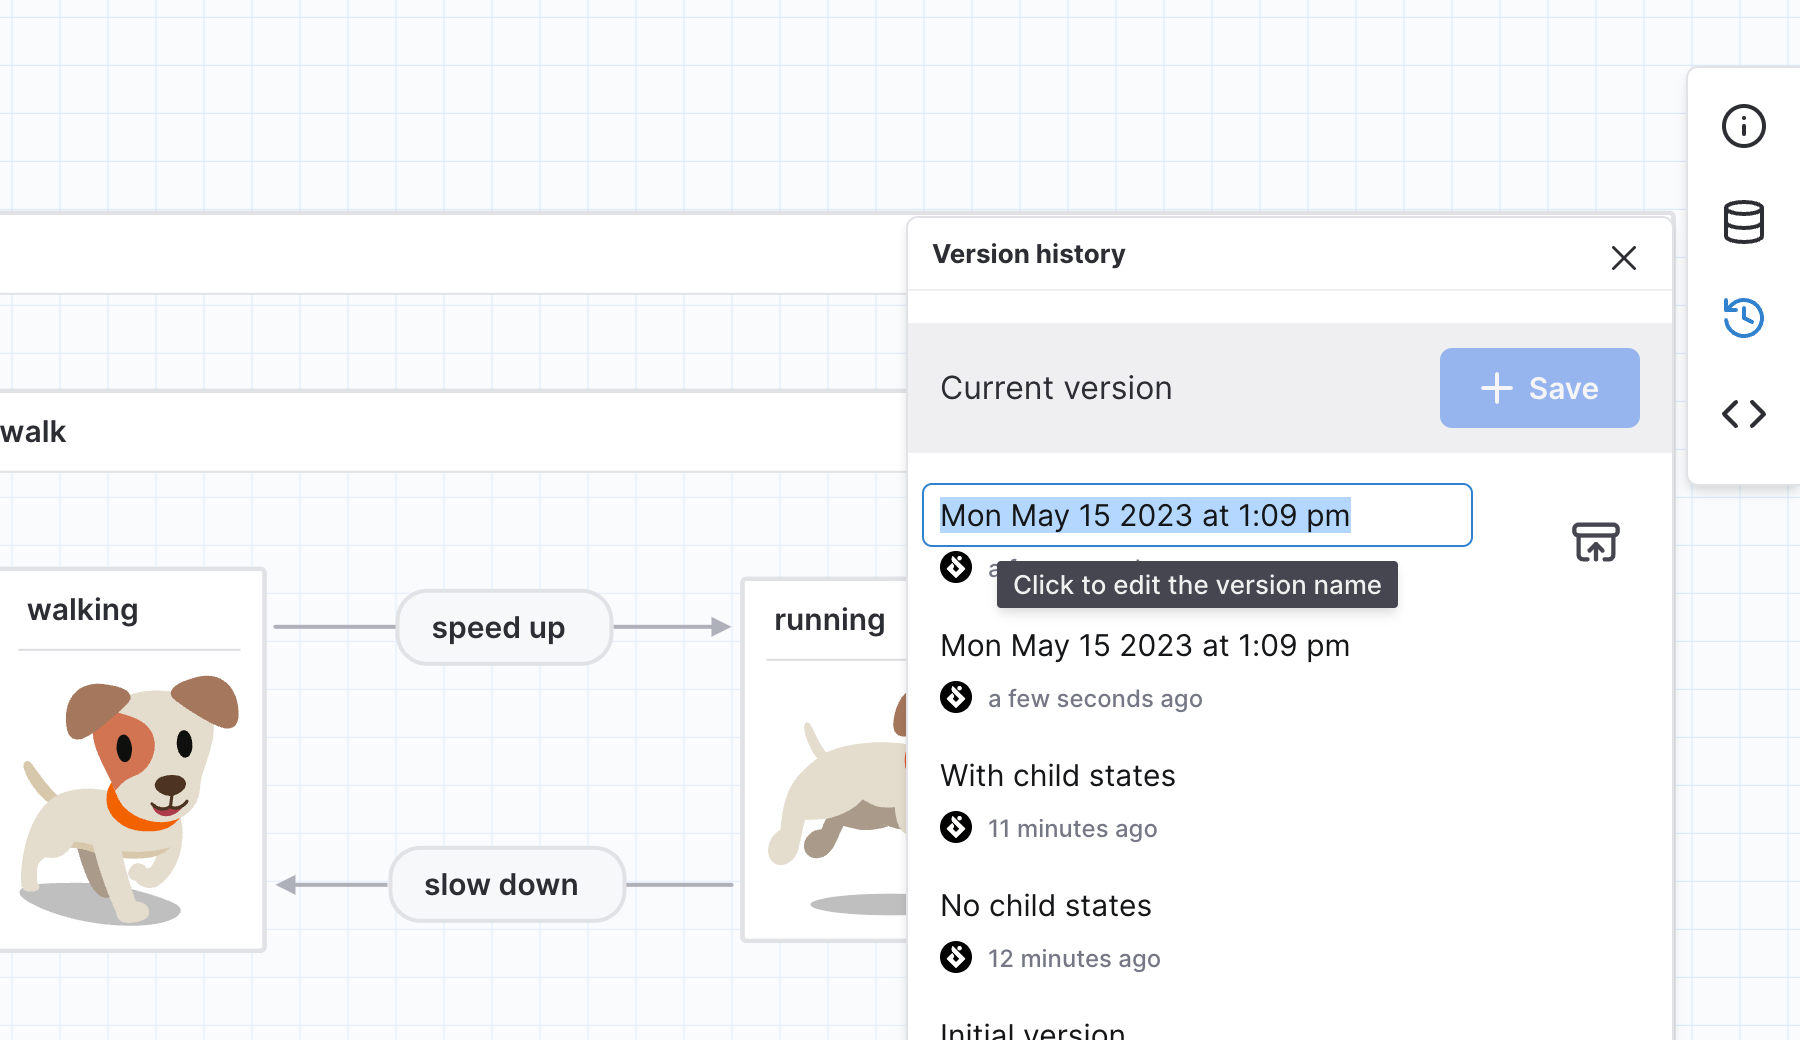 Version history
Current version
Save
walk
Mon May 15 2023 at 1:09 pm
Click to edit the version name
walking
speed up
running
Mon May 15 2023 at 1:09 pm
a few seconds ago
With child states
11 minutes ago
slow down
No child states
12 minutes ago
Initial version